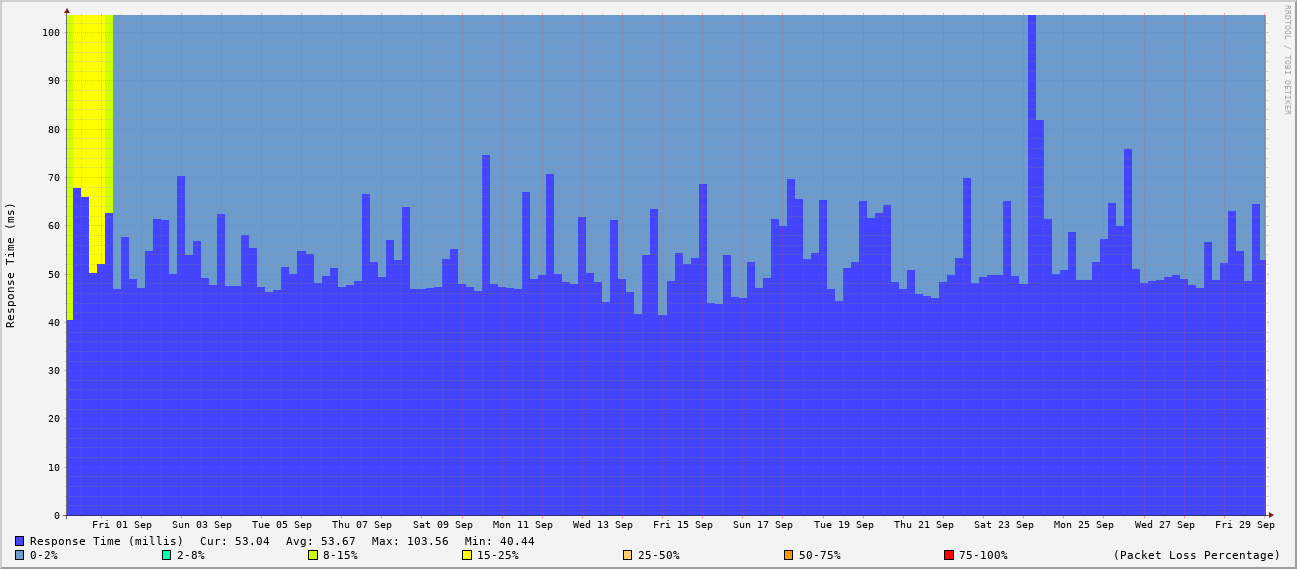 RRDTOOL / TOBI OETIKER
Response Time (ms)
100
90
80
70
60
50
40
30
20
10
0
Fri 01 Sep Sun 03 Sep Tue 05 Sep Thu 07 Sep Sat 09 Sep Mon 11 Sep Wed 13 Sep Fri 15 Sep Sun 17 Sep Tue 19 Sep Thu 21 Sep Sat 23 Sep Mon 25 Sep Wed 27 Sep Fri 29 Sep
Response Time (millis) Cur: 53.04 Avg: 53.67 Max: 103.56 Min: 40.44
0-2% 2-8% 8-15% 15-25% 25-50% 50-75% 75-100% (Packet Loss Percentage)